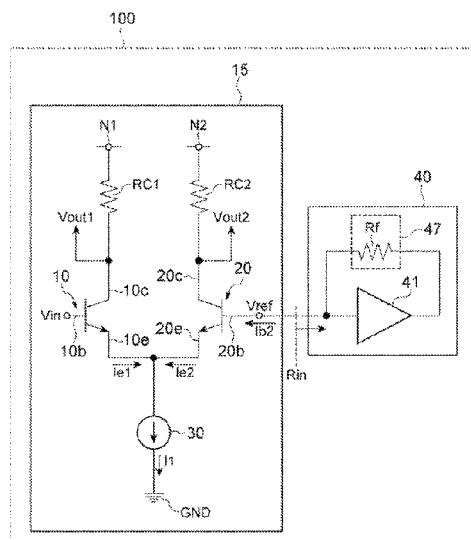 100
15
N1
N2
RC1
RC2
40
Rf
47
Vout1
Vout2
41
10
10c
20c
20
Vin
10b
10e
20e
20b
Vref
Ib2
Ie1
Ie2
Rin
30
I1
GND